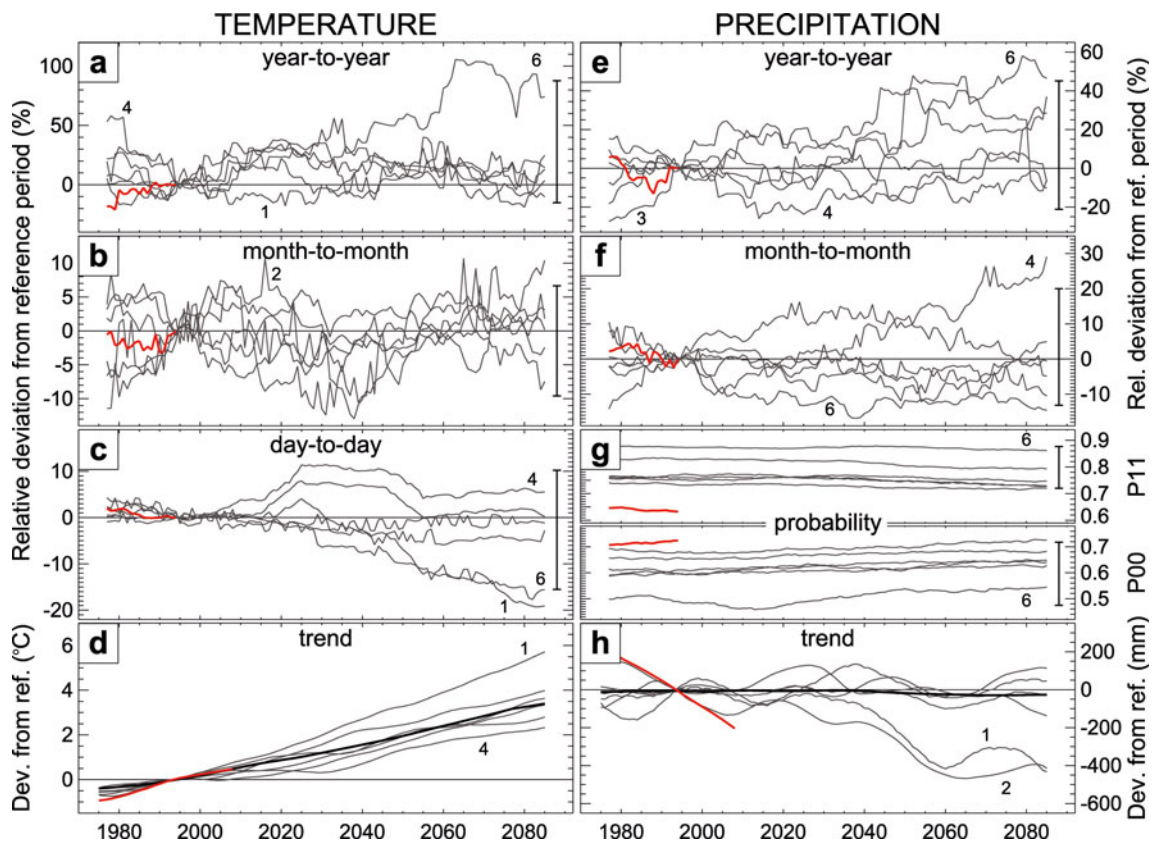 TEMPERATURE
PRECIPITATION
Relative deviation from reference period (%)
a
year-to-year
100
50
0
4
1
6
b
month-to-month
10
5
0
-5
-10
2
c
day-to-day
10
0
-10
-20
4
6
1
Dev. from ref. (°C)
d
trend
6
4
2
0
1
4
1980 2000 2020 2040 2060 2080
e
year-to-year
60
40
20
0
-20
Rel. deviation from ref. period (%)
6
3
4
f
month-to-month
30
20
10
0
-10
4
6
g
6
0.9
0.8
0.7
0.6
P11
probability
0.7
0.6
0.5
P00
6
h
trend
200
0
-200
-400
-600
Dev. from ref. (mm)
1
2
1980 2000 2020 2040 2060 2080